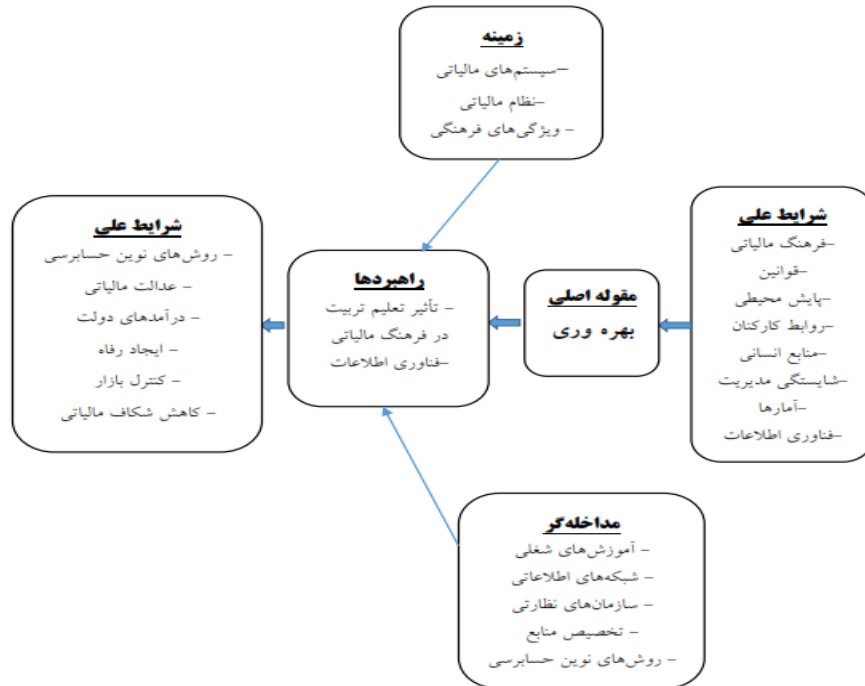 زمینه
–سیستم‌های مالیاتی
–نظام مالیاتی
– ویژگی‌های فرهنگی
شرایط علی
–فرهنگ مالیاتی
–قوانین
–پایش محیطی
–روابط کارکنان
–منابع انسانی
–شایستگی مدیریت
–آمارها
–فناوری اطلاعات
مقوله اصلی
بهره وری
راهبردها
– تأثیر تعلیم تربیت
در فرهنگ مالیاتی
–فناوری اطلاعات
شرایط علی
– روش‌های نوین حسابرسی
– عدالت مالیاتی
– درآمدهای دولت
– ایجاد رفاه
– کنترل بازار
– کاهش شکاف مالیاتی
مداخله‌گر
– آموزش‌های شغلی
– شبکه‌های اطلاعاتی
– سازمان‌های نظارتی
– تخصیص منابع
– روش‌های نوین حسابرسی